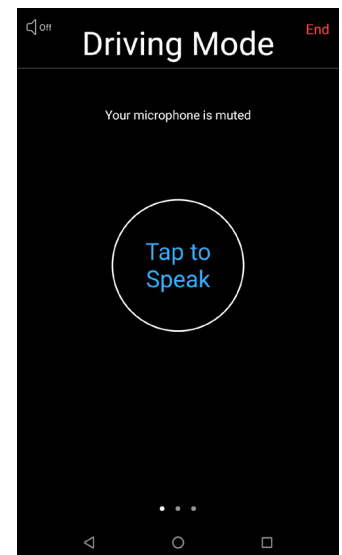 Off
Driving Mode
End
Your microphone is muted
Tap to
Speak